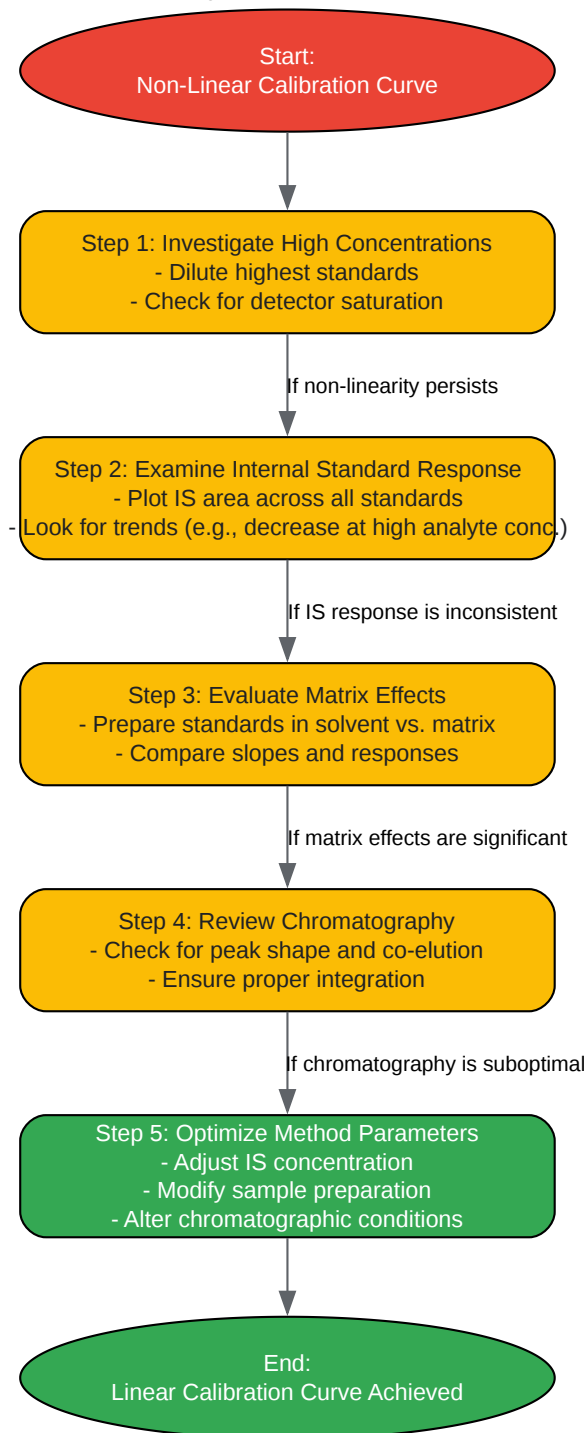 Start:
Non-Linear Calibration Curve
Step 1: Investigate High Concentrations
- Dilute highest standards
- Check for detector saturation
If non-linearity persists
Step 2: Examine Internal Standard Response
- Plot IS area across all standards
- Look for trends (e.g., decrease at high analyte conc.)
If IS response is inconsistent
Step 3: Evaluate Matrix Effects
- Prepare standards in solvent vs. matrix
- Compare slopes and responses
If matrix effects are significant
Step 4: Review Chromatography
- Check for peak shape and co-elution
- Ensure proper integration
If chromatography is suboptimal
Step 5: Optimize Method Parameters
- Adjust IS concentration
- Modify sample preparation
- Alter chromatographic conditions
End:
Linear Calibration Curve Achieved